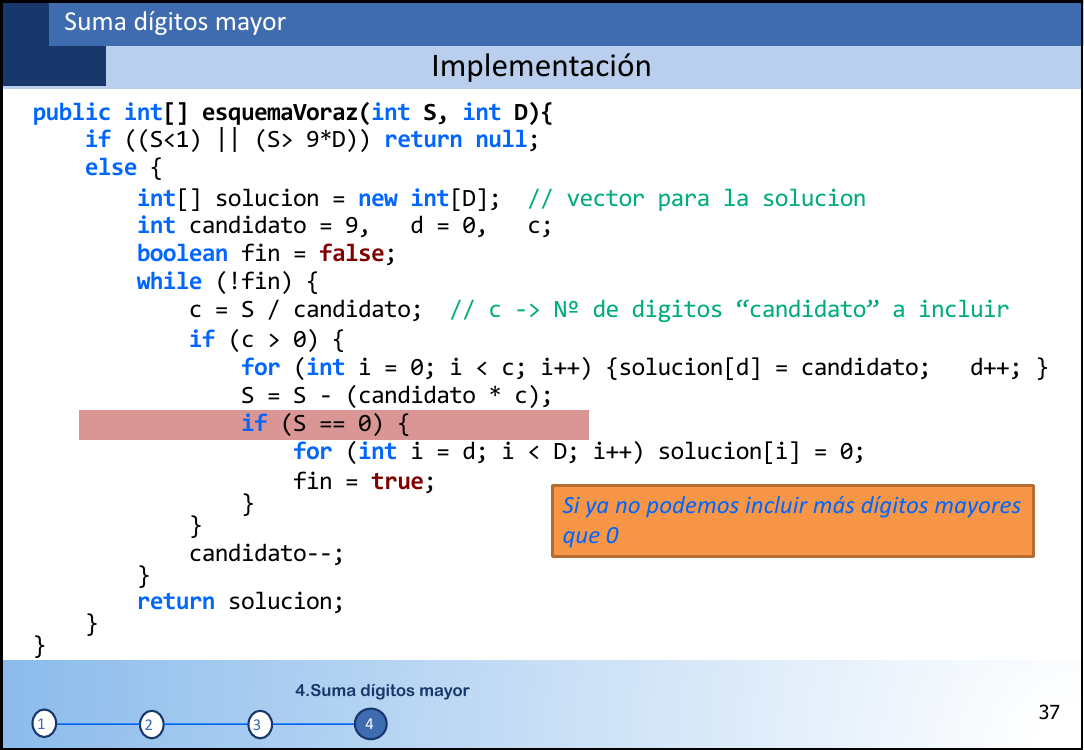 Suma dígitos mayor
Implementación
public int[] esquemaVoraz(int S, int D){
if ((S<1) || (S> 9*D)) return null;
else {
int[] solucion = new int[D];  // vector para la solucion
int candidato = 9,   d = 0,   c;
boolean fin = false;
while (!fin) {
c = S / candidato;  // c -> Nº de digitos “candidato” a incluir
if (c > 0) {
for (int i = 0; i < c; i++) {solucion[d] = candidato;   d++; }
S = S - (candidato * c);
if (S == 0) {
for (int i = d; i < D; i++) solucion[i] = 0;
fin = true;
}
Si ya no podemos incluir más dígitos mayores
que 0
}
candidato--;
}
return solucion;
}
}
4.Suma dígitos mayor
1 2 3 4
37